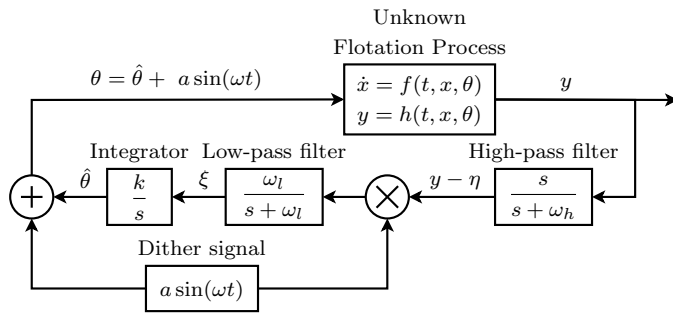 Unknown
Flotation Process
θ = θ̂ + a sin(ωt)
ẋ = f(t, x, θ)
y = h(t, x, θ)
y
Integrator
Low-pass filter
High-pass filter
+
θ̂
k
s
ξ
ω_l
s + ω_l
×
y − η
s
s + ω_h
Dither signal
a sin(ωt)